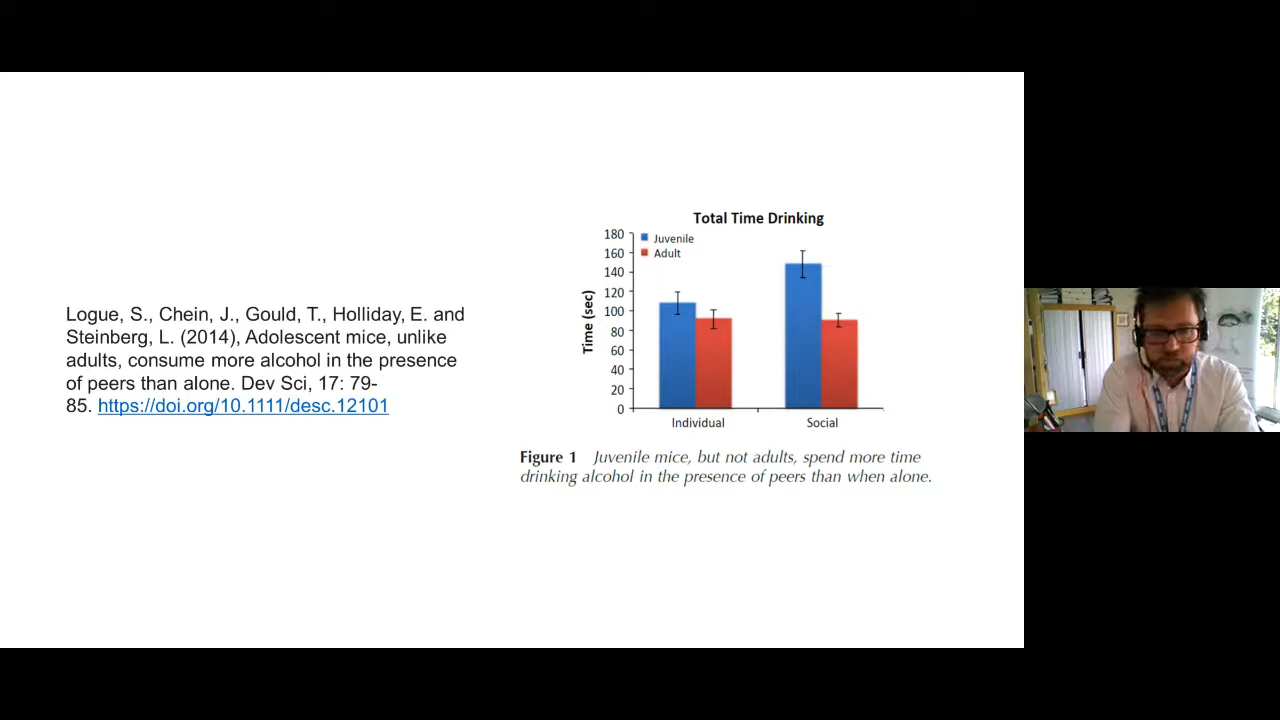 Logue, S., Chein, J., Gould, T., Holliday, E. and
Steinberg, L. (2014), Adolescent mice, unlike
adults, consume more alcohol in the presence
of peers than alone. Dev Sci, 17: 79-
85. https://doi.org/10.1111/desc.12101
Total Time Drinking
180
160
140
120
100
80
60
40
20
0
Time (sec)
Juvenile
Adult
Individual
Social
Figure 1 Juvenile mice, but not adults, spend more time
drinking alcohol in the presence of peers than when alone.